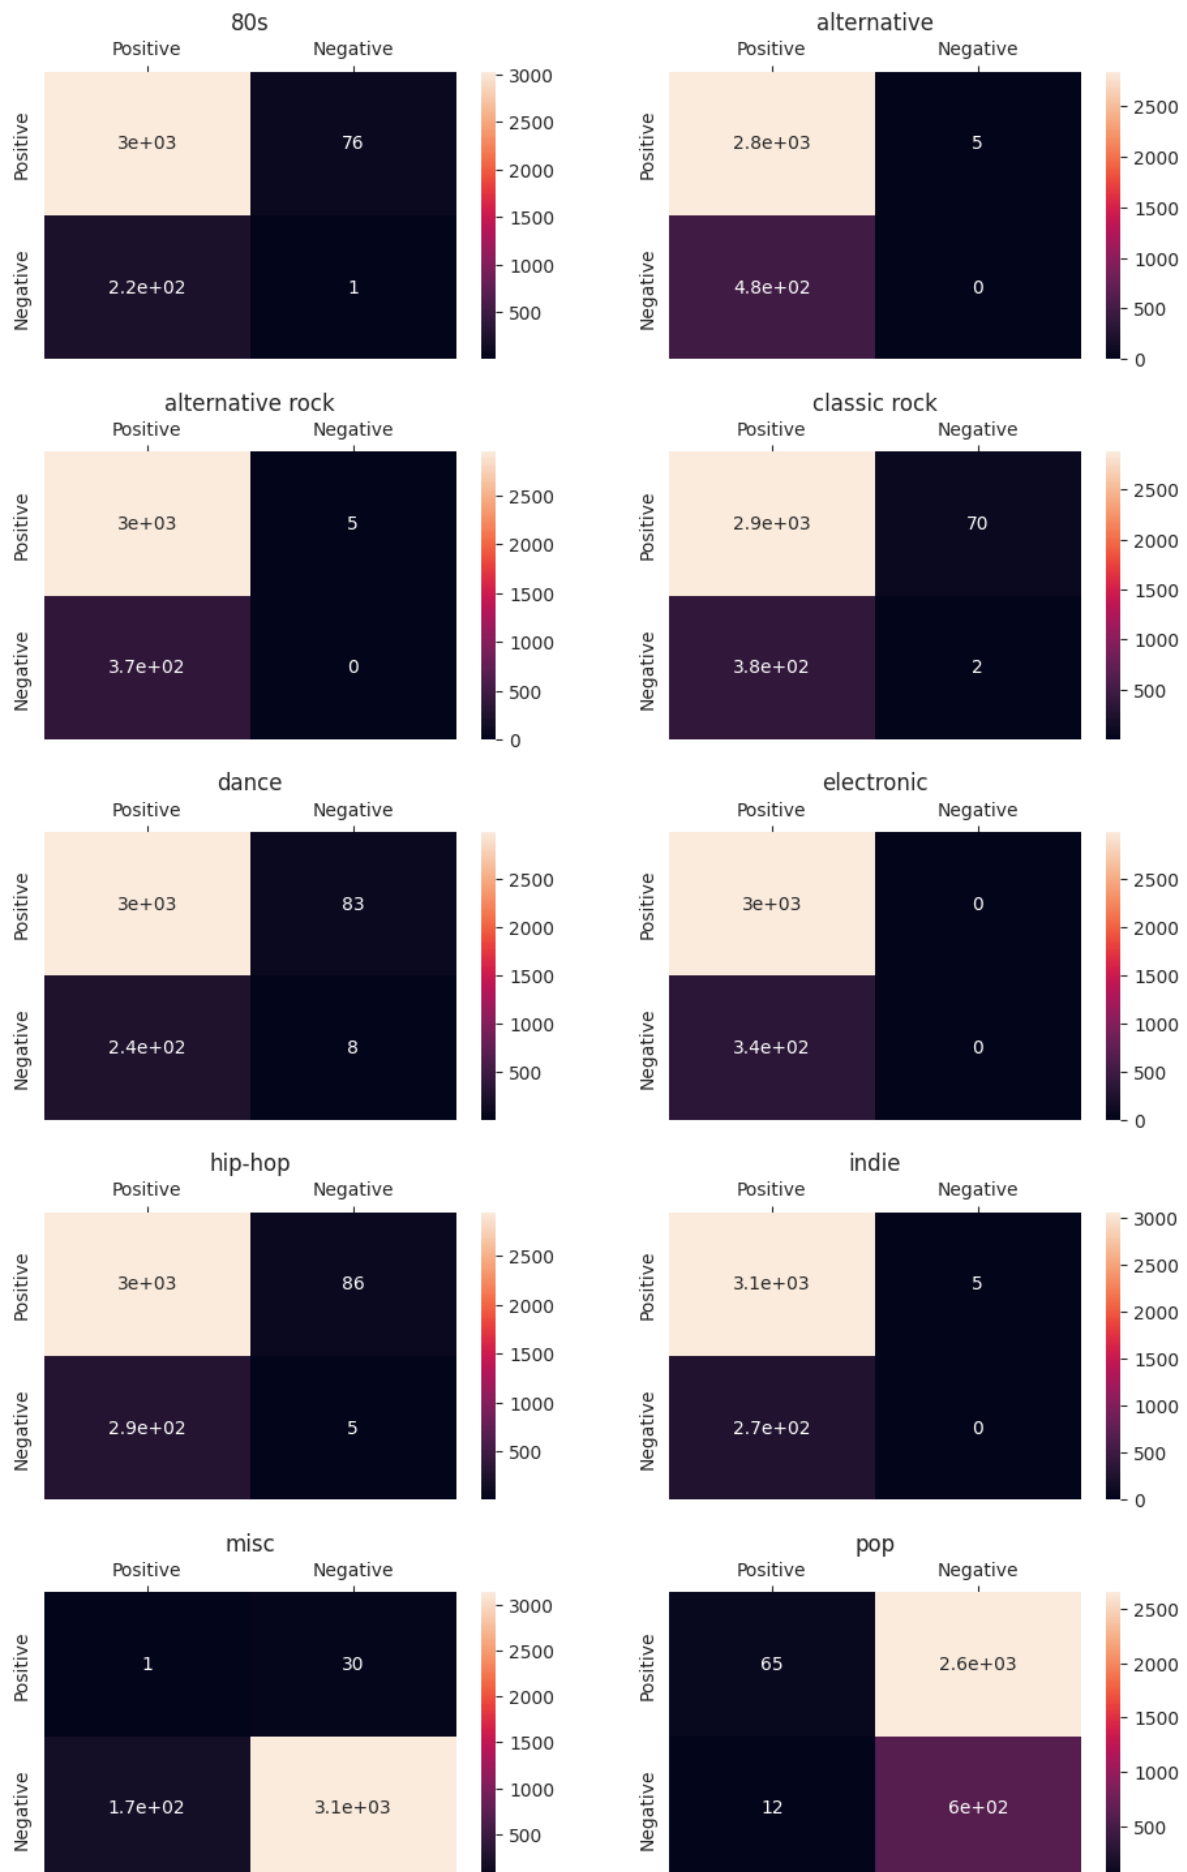 80s
Positive Negative
3000
2500
2000
1500
1000
500
Positive 3e+03 76
Negative 2.2e+02 1
alternative
Positive Negative
2500
2000
1500
1000
500
0
Positive 2.8e+03 5
Negative 4.8e+02 0
alternative rock
Positive Negative
2500
2000
1500
1000
500
0
Positive 3e+03 5
Negative 3.7e+02 0
classic rock
Positive Negative
2500
2000
1500
1000
500
Positive 2.9e+03 70
Negative 3.8e+02 2
dance
Positive Negative
2500
2000
1500
1000
500
Positive 3e+03 83
Negative 2.4e+02 8
electronic
Positive Negative
2500
2000
1500
1000
500
0
Positive 3e+03 0
Negative 3.4e+02 0
hip-hop
Positive Negative
2500
2000
1500
1000
500
Positive 3e+03 86
Negative 2.9e+02 5
indie
Positive Negative
3000
2500
2000
1500
1000
500
0
Positive 3.1e+03 5
Negative 2.7e+02 0
misc
Positive Negative
3000
2500
2000
1500
1000
500
Positive 1 30
Negative 1.7e+02 3.1e+03
pop
Positive Negative
2500
2000
1500
1000
500
Positive 65 2.6e+03
Negative 12 6e+02